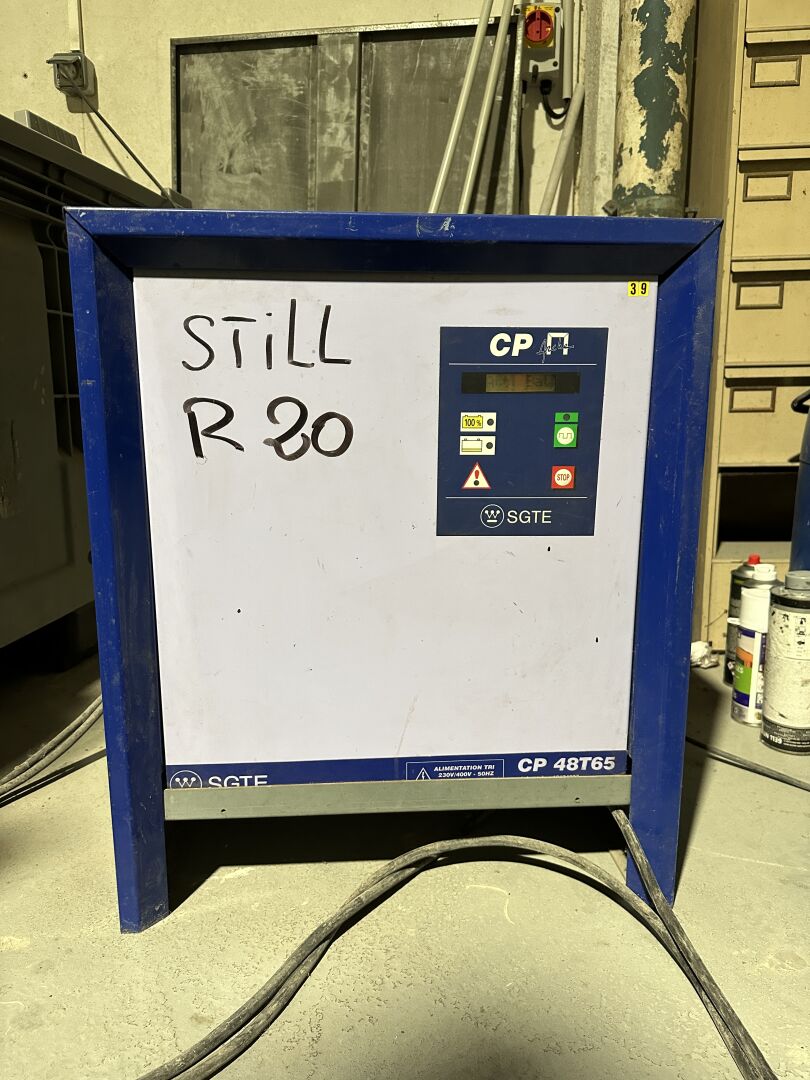 39
STiLL
R 20
CP
100 %
STOP
SGTE
SGTE
ALIMENTATION TRI
230V/400V - 50HZ
CP 48T65